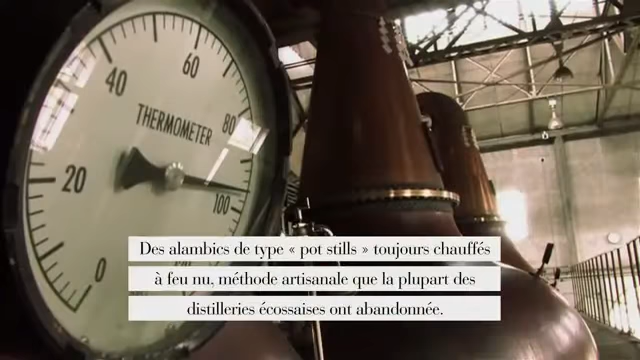 60
40
80
THERMOMETER
20
100
0
Des alambics de type « pot stills » toujours chauffés
à feu nu, méthode artisanale que la plupart des
distilleries écossaises ont abandonnée.